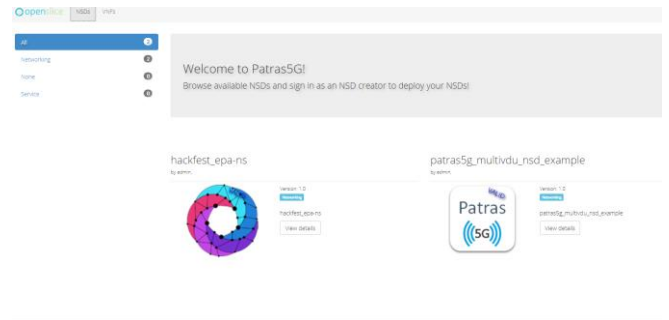 openslice NSDs VNFs
All 2
Networking 2
None 0
Service 0
Welcome to Patras5G!
Browse available NSDs and sign in as an NSD creator to deploy your NSDs!
hackfest_epa-ns
by admin,
Version: 1.0
Networking
hackfest_epa-ns
View details
patras5g_multivdu_nsd_example
by admin,
VALID
Patras
5G
Version: 1.0
Networking
patras5g_multivdu_nsd_example
View details